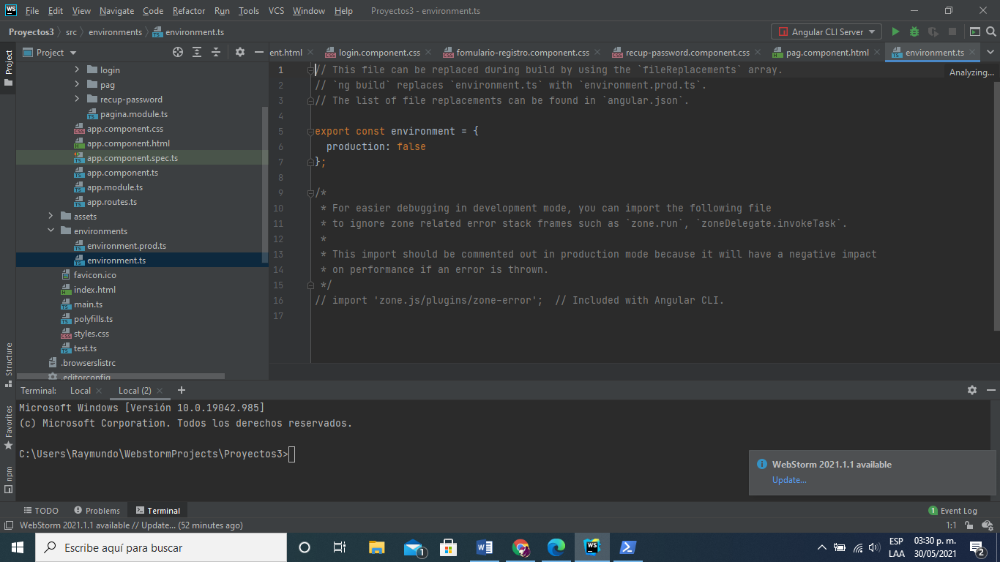 WS File Edit View Navigate Code Refactor Run Tools VCS Window Help Proyectos3 - environment.ts
Proyectos3 src environments environment.ts Angular CLI Server
Project
Project
ent.html login.component.css fomulario-registro.component.css recup-password.component.css pag.component.html environment.ts
login
pag
recup-password
pagina.module.ts
app.component.css
app.component.html
app.component.spec.ts
app.component.ts
app.module.ts
app.routes.ts
assets
environments
environment.prod.ts
environment.ts
favicon.ico
index.html
main.ts
polyfills.ts
styles.css
test.ts
.browserslistrc
.editorconfig
Analyzing...
1 // This file can be replaced during build by using the `fileReplacements` array.
2 // `ng build` replaces `environment.ts` with `environment.prod.ts`.
3 // The list of file replacements can be found in `angular.json`.
4
5 export const environment = {
6 production: false
7 };
8
9 /*
10 * For easier debugging in development mode, you can import the following file
11 * to ignore zone related error stack frames such as `zone.run`, `zoneDelegate.invokeTask`.
12 *
13 * This import should be commented out in production mode because it will have a negative impact
14 * on performance if an error is thrown.
15 */
16 // import 'zone.js/plugins/zone-error';  // Included with Angular CLI.
17
Structure
Favorites
npm
Terminal: Local Local (2)
Microsoft Windows [Versión 10.0.19042.985]
(c) Microsoft Corporation. Todos los derechos reservados.
C:\Users\Raymundo\WebstormProjects\Proyectos3>
WebStorm 2021.1.1 available
Update...
TODO Problems Terminal 1 Event Log
WebStorm 2021.1.1 available // Update... (52 minutes ago) 1:1
Escribe aquí para buscar 1 WS ESP 03:30 p. m.
LAA 30/05/2021 2